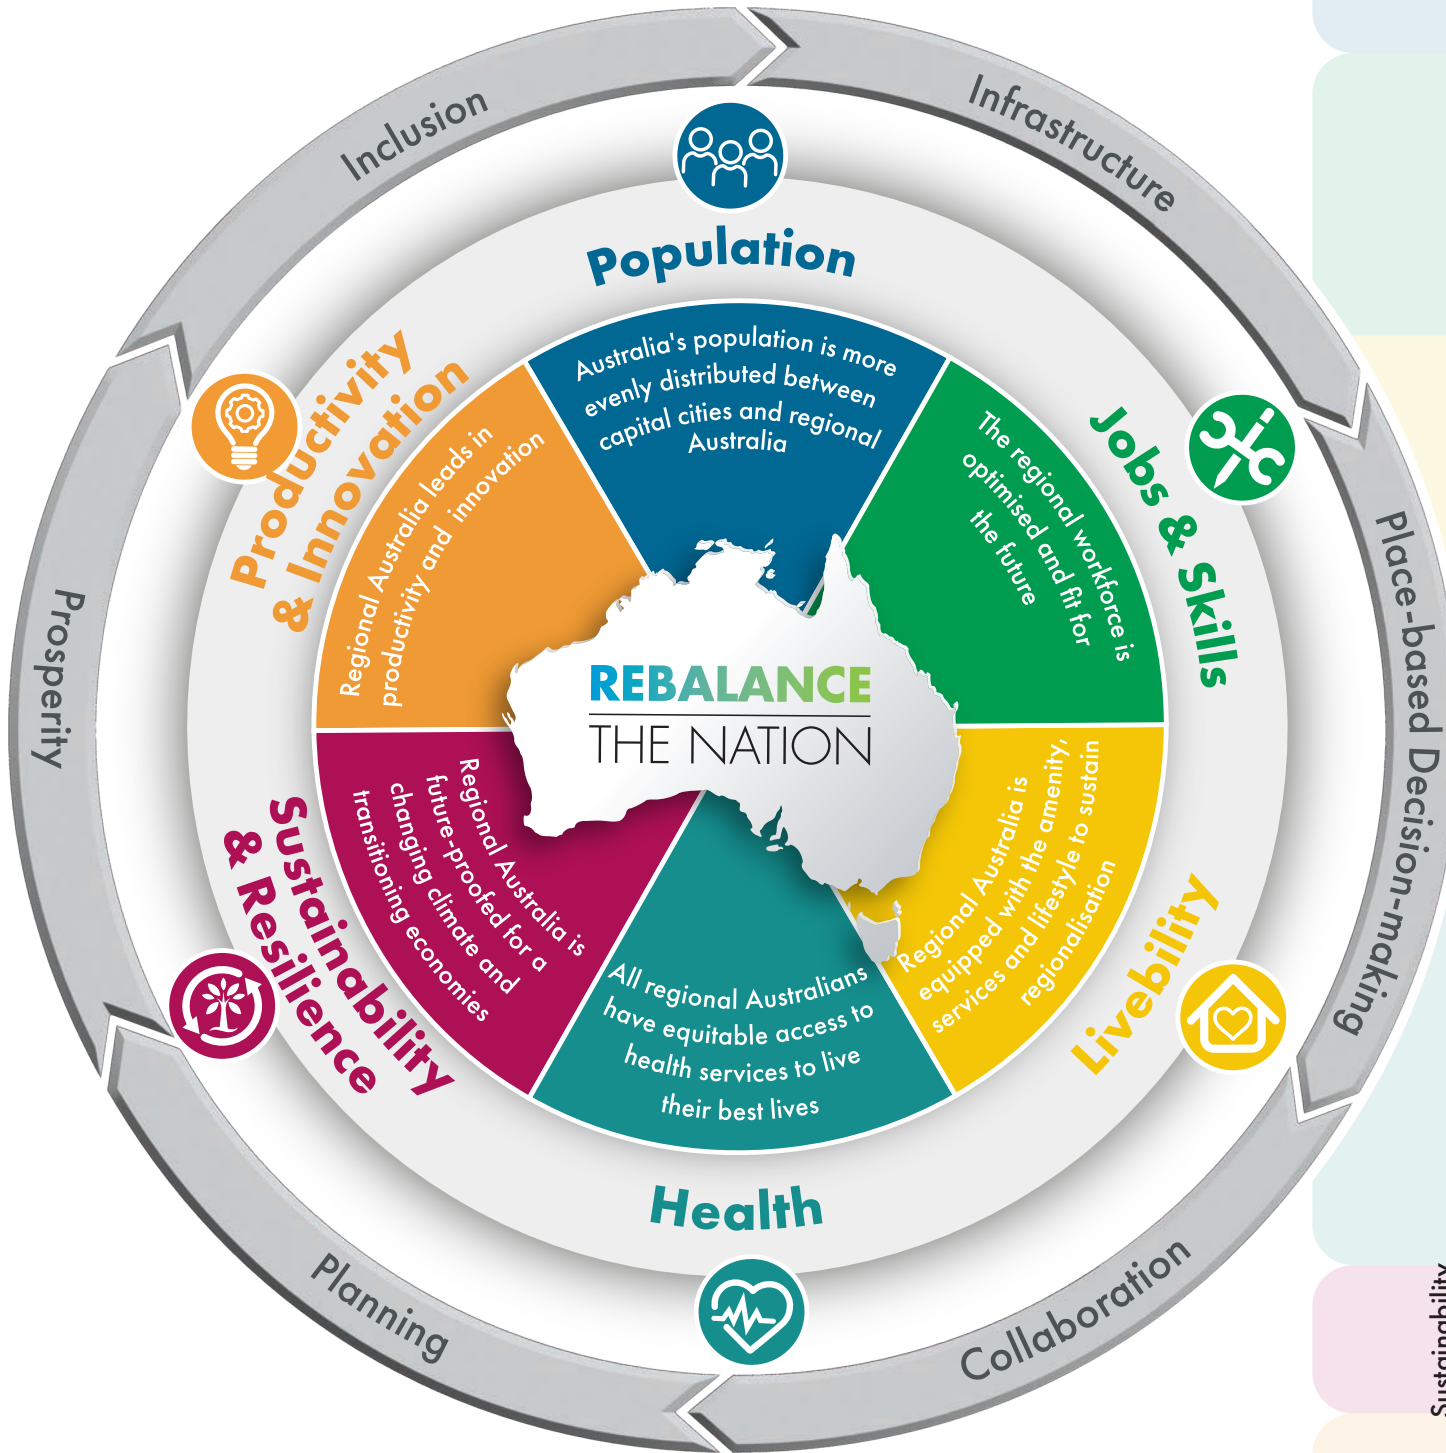 Inclusion
Infrastructure
Place-based Decision-making
Collaboration
Planning
Prosperity
Population
Australia's population is more
evenly distributed between
capital cities and regional
Australia
Jobs & Skills
The regional workforce is
optimised and fit for
the future
Livebility
Regional Australia is
equipped with the amenity,
services and lifestyle to sustain
regionalisation
Health
All regional Australians
have equitable access to
health services to live
their best lives
Sustainability
& Resilience
Regional Australia is
future-proofed for a
changing climate and
transitioning economies
Productivity
& Innovation
Regional Australia leads in
productivity and innovation
REBALANCE
THE NATION
Sustainability